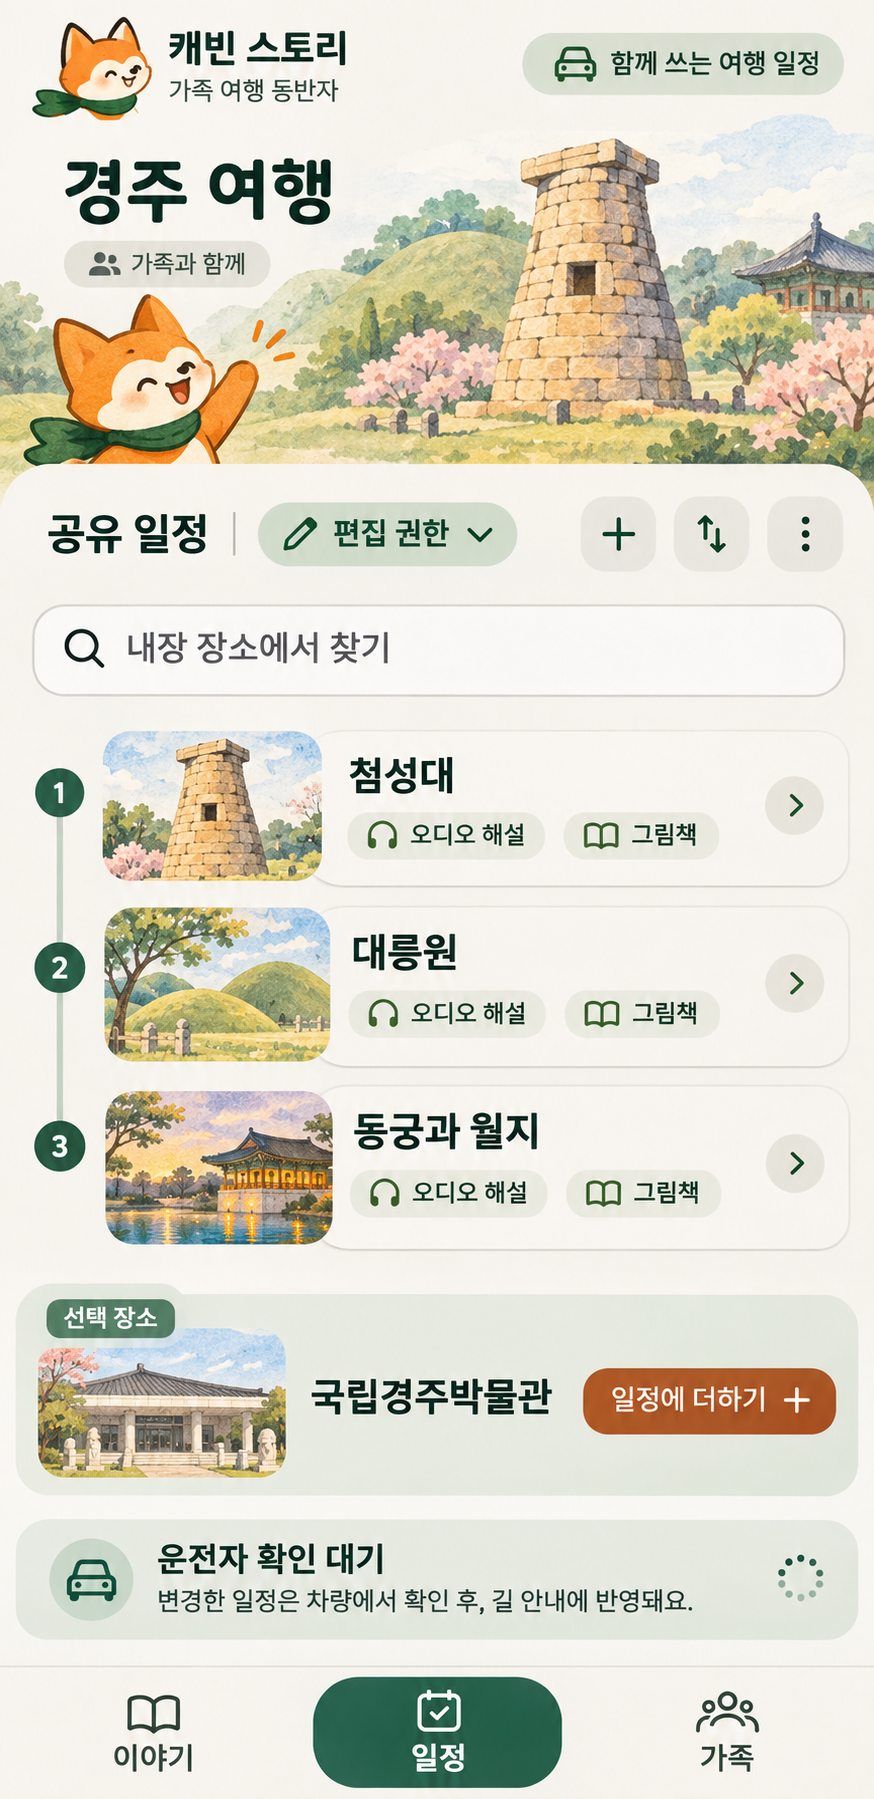 캐빈 스토리
가족 여행 동반자
함께 쓰는 여행 일정
경주 여행
가족과 함께
공유 일정
편집 권한
내장 장소에서 찾기
1
첨성대
오디오 해설
그림책
2
대릉원
오디오 해설
그림책
3
동궁과 월지
오디오 해설
그림책
선택 장소
국립경주박물관
일정에 더하기
운전자 확인 대기
변경한 일정은 차량에서 확인 후, 길 안내에 반영돼요.
이야기
일정
가족